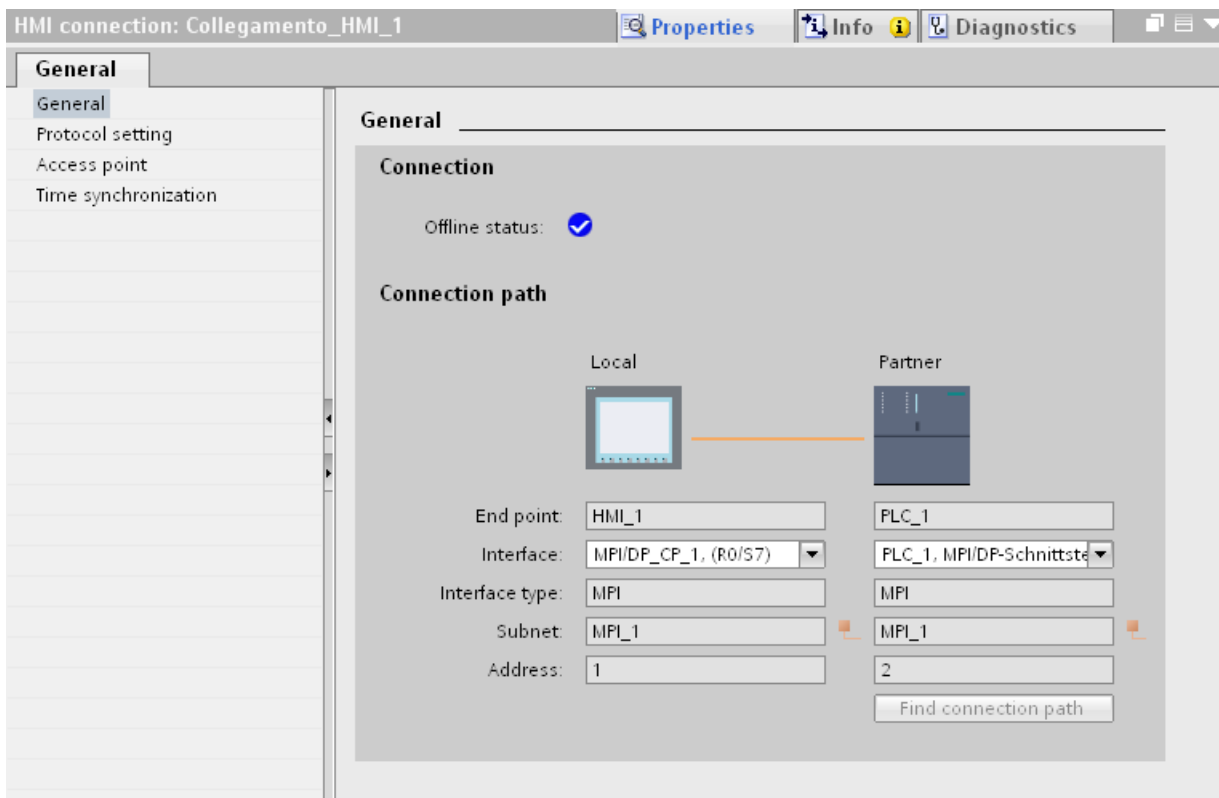 HMI connection: Collegamento_HMI_1
Properties
Info
Diagnostics
General
General
Protocol setting
Access point
Time synchronization
General
Connection
Offline status:
Connection path
Local Partner
End point: HMI_1 PLC_1
Interface: MPI/DP_CP_1, (R0/S7) PLC_1, MPI/DP-Schnittste
Interface type: MPI MPI
Subnet: MPI_1 MPI_1
Address: 1 2
Find connection path